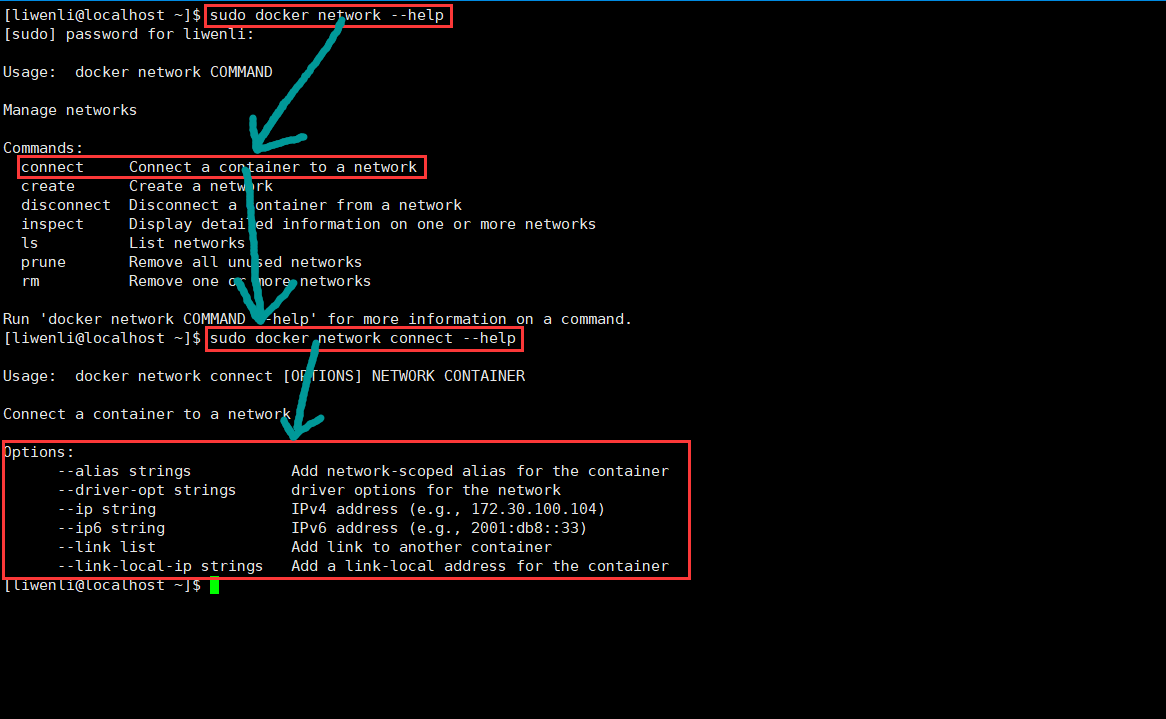 [liwenli@localhost ~]$ sudo docker network --help
[sudo] password for liwenli:
Usage:  docker network COMMAND
Manage networks
Commands:
  connect     Connect a container to a network
  create      Create a network
  disconnect  Disconnect a container from a network
  inspect     Display detailed information on one or more networks
  ls          List networks
  prune       Remove all unused networks
  rm          Remove one or more networks
Run 'docker network COMMAND --help' for more information on a command.
[liwenli@localhost ~]$ sudo docker network connect --help
Usage:  docker network connect [OPTIONS] NETWORK CONTAINER
Connect a container to a network
Options:
      --alias strings           Add network-scoped alias for the container
      --driver-opt strings      driver options for the network
      --ip string               IPv4 address (e.g., 172.30.100.104)
      --ip6 string              IPv6 address (e.g., 2001:db8::33)
      --link list               Add link to another container
      --link-local-ip strings   Add a link-local address for the container
[liwenli@localhost ~]$